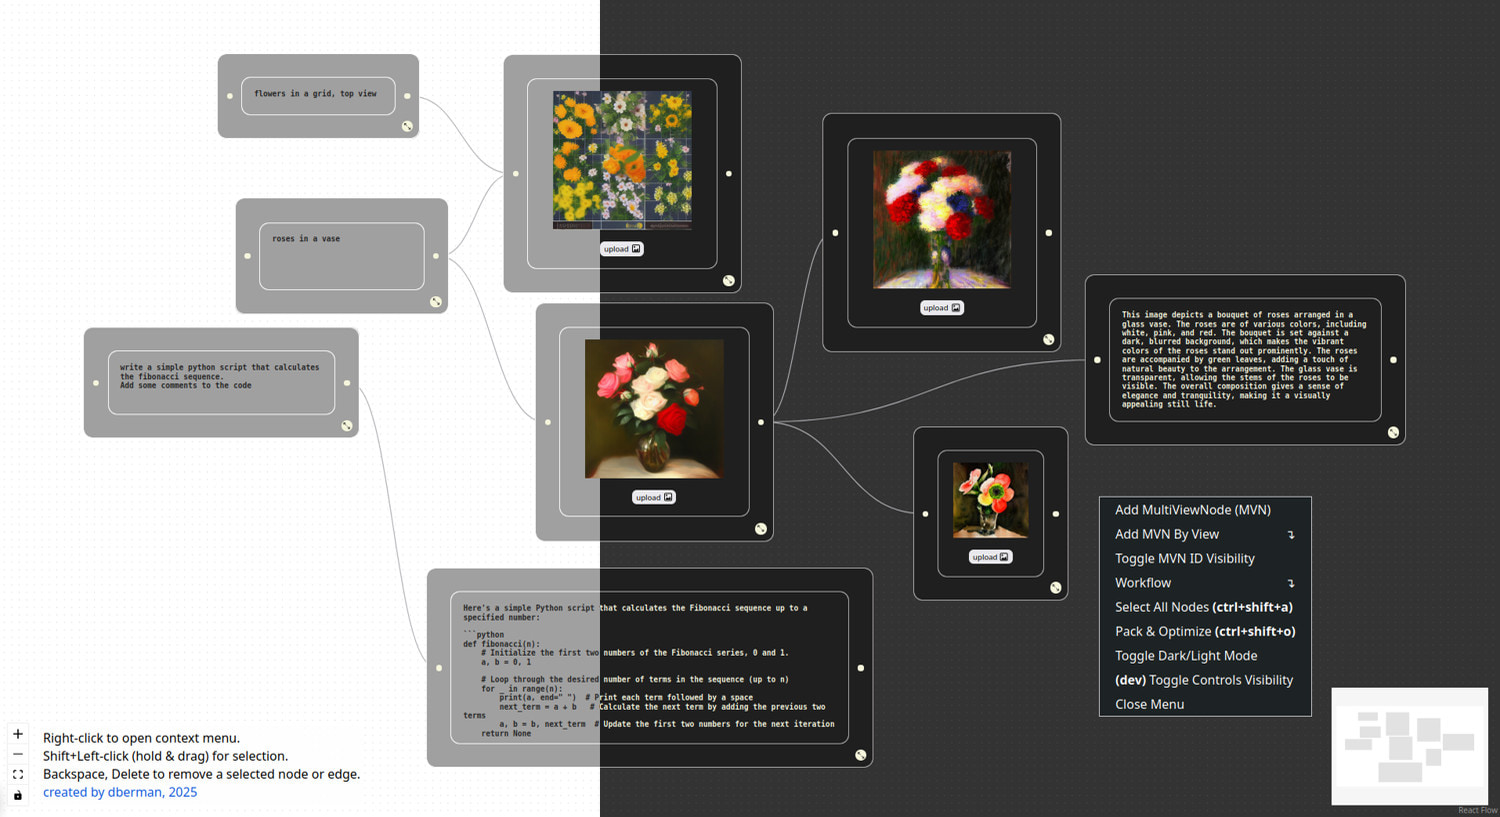 flowers in a grid, top view
upload
roses in a vase
upload
write a simple python script that calculates
the fibonacci sequence.
Add some comments to the code
upload
This image depicts a bouquet of roses arranged in a
glass vase. The roses are of various colors, including
white, pink, and red. The bouquet is set against a
dark, blurred background, which makes the vibrant
colors of the roses stand out prominently. The roses
are accompanied by green leaves, adding a touch of
natural beauty to the arrangement. The glass vase is
transparent, allowing the stems of the roses to be
visible. The overall composition gives a sense of
elegance and tranquility, making it a visually
appealing still life.
upload
Here's a simple Python script that calculates the Fibonacci sequence up to a
specified number:
```python
def fibonacci(n):
    # Initialize the first two numbers of the Fibonacci series, 0 and 1.
    a, b = 0, 1
    # Loop through the desired number of terms in the sequence (up to n)
    for _ in range(n):
        print(a, end=" ")  # Print each term followed by a space
        next_term = a + b   # Calculate the next term by adding the previous two
terms
        a, b = b, next_term  # Update the first two numbers for the next iteration
    return None
Add MultiViewNode (MVN)
Add MVN By View ↴
Toggle MVN ID Visibility
Workflow ↴
Select All Nodes (ctrl+shift+a)
Pack & Optimize (ctrl+shift+o)
Toggle Dark/Light Mode
(dev) Toggle Controls Visibility
Close Menu
Right-click to open context menu.
Shift+Left-click (hold & drag) for selection.
Backspace, Delete to remove a selected node or edge.
created by dberman, 2025
React Flow